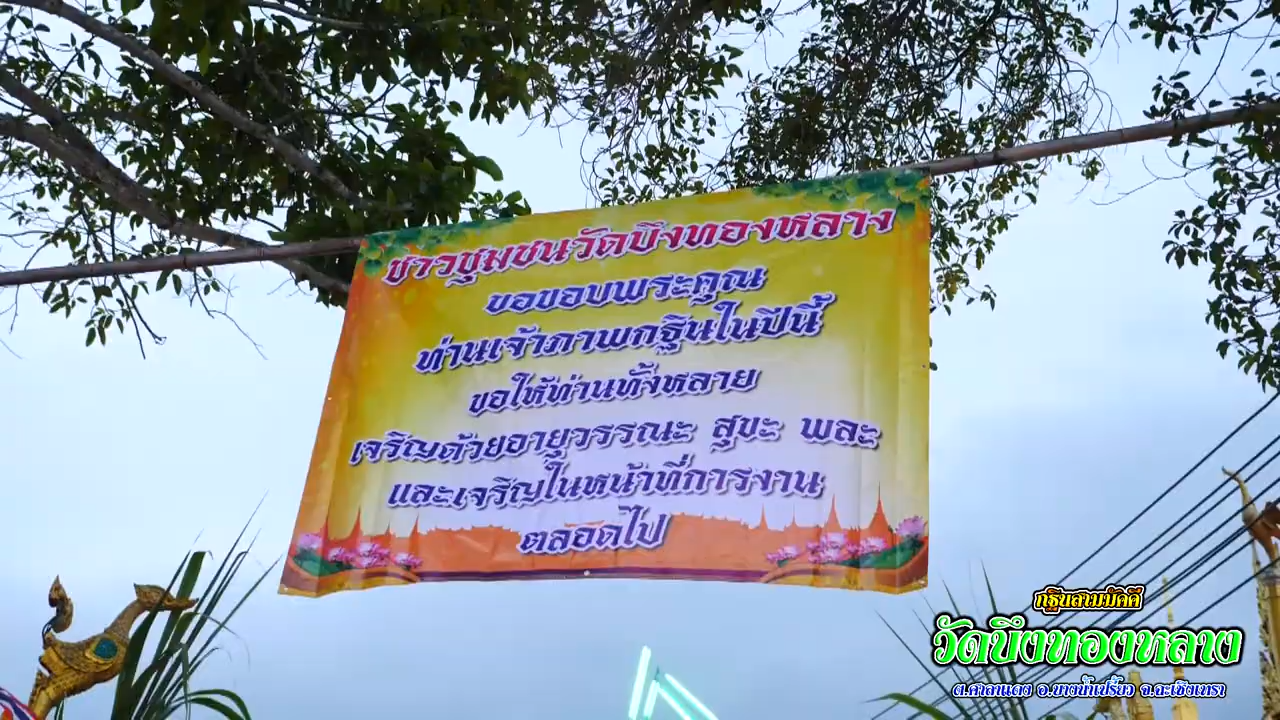 ชาวชุมชนวัดบึงทองหลาง
ขอขอบพระคุณ
ท่านเจ้าภาพกฐินในปีนี้
ขอให้ท่านทั้งหลาย
เจริญด้วยอายุวรรณะ สุขะ พละ
และเจริญในหน้าที่การงาน
ตลอดไป
กฐินสามัคคี
วัดบึงทองหลาง
ต.ศาลาแดง อ.บางน้ำเปรี้ยว จ.ฉะเชิงเทรา